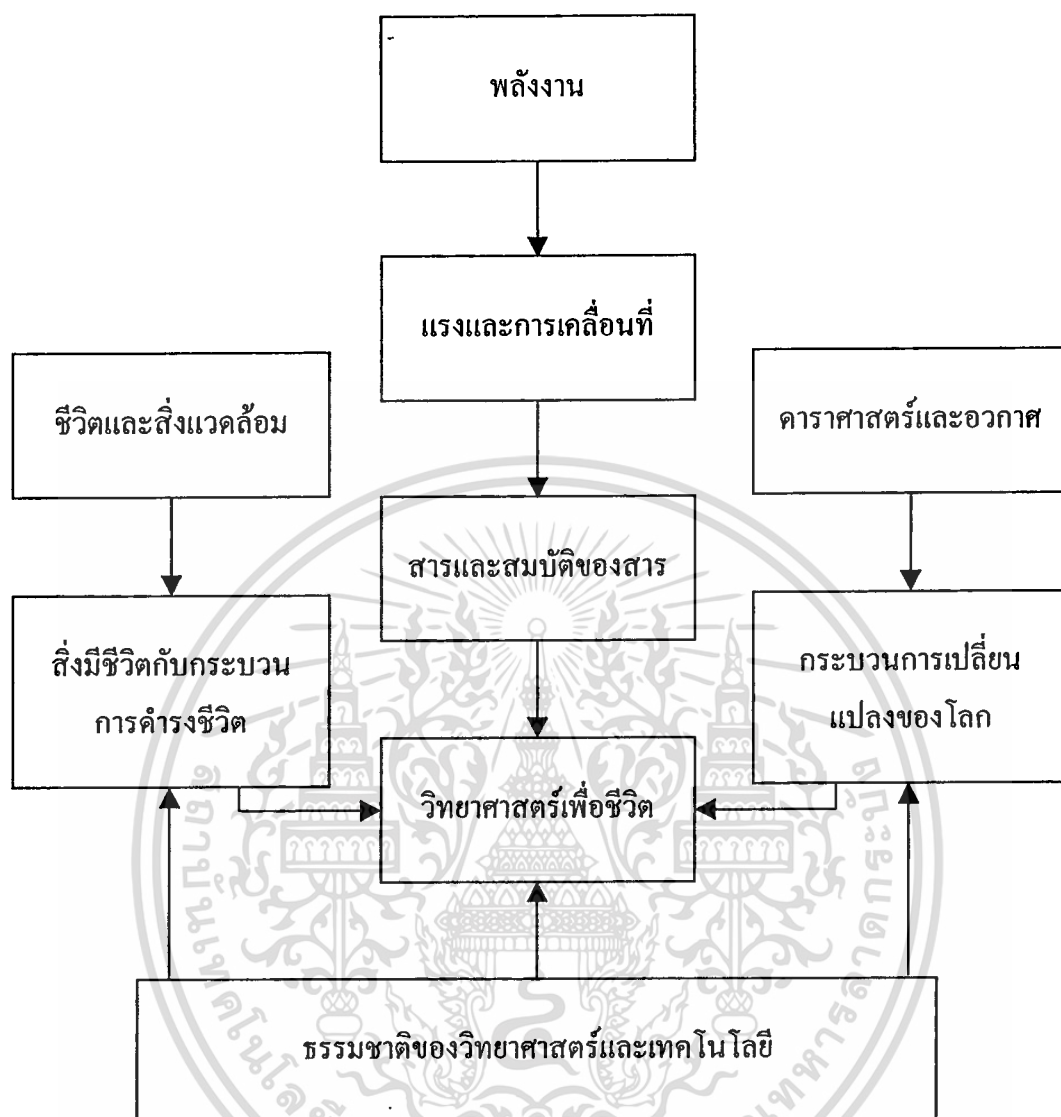 พลังงาน
แรงและการเคลื่อนที่
ชีวิตและสิ่งแวดล้อม
ดาราศาสตร์และอวกาศ
สารและสมบัติของสาร
สิ่งมีชีวิตกับกระบวน
การดำรงชีวิต
กระบวนการเปลี่ยน
แปลงของโลก
วิทยาศาสตร์เพื่อชีวิต
ธรรมชาติของวิทยาศาสตร์และเทคโนโลยี